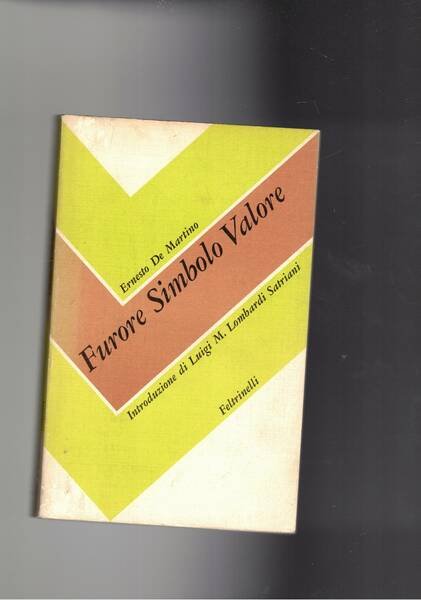 Ernesto De Martino
Furore Simbolo Valore
Introduzione di Luigi M. Lombardi Satriani
Feltrinelli